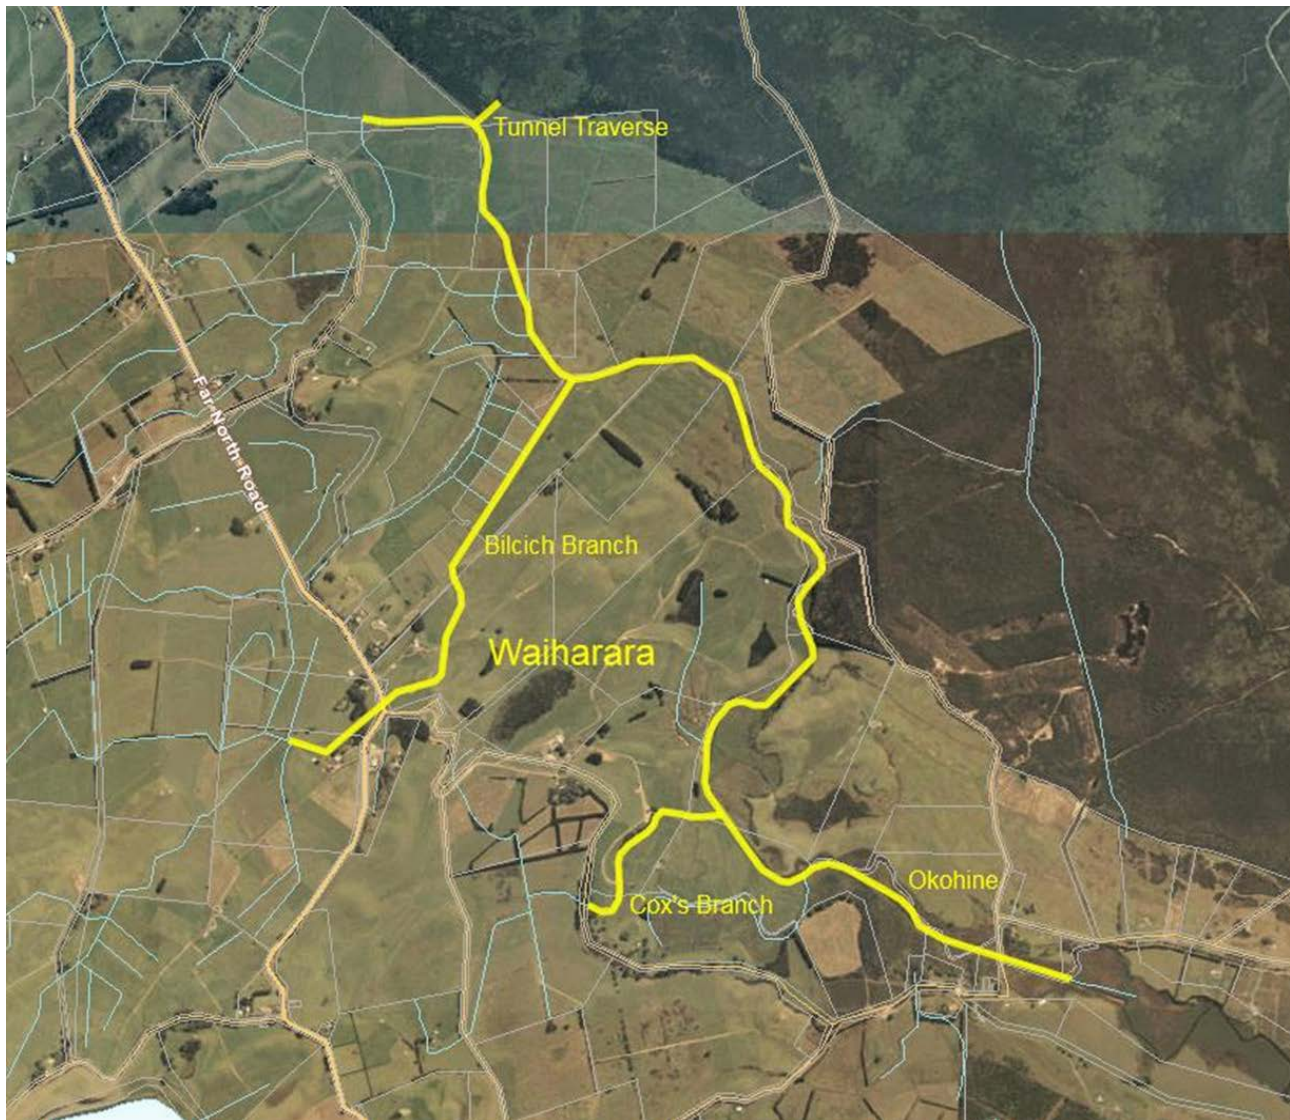 Tunnel Traverse
Far North Road
Bilcich Branch
Waiharara
Okohine
Cox's Branch